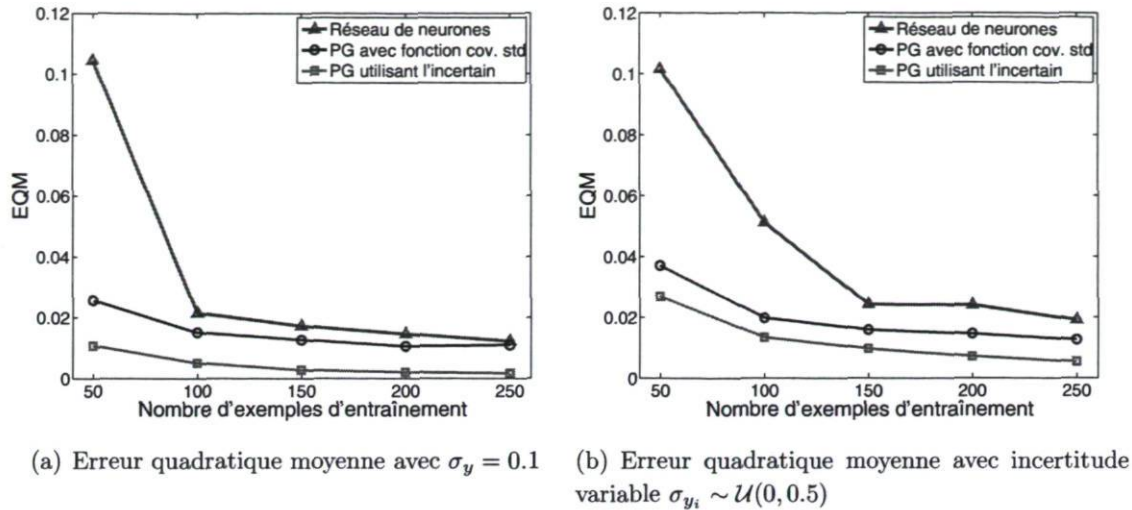 0.12
0.1
0.08
0.06
0.04
0.02
0
EQM
Réseau de neurones
PG avec fonction cov. std
PG utilisant l'incertain
50 100 150 200 250
Nombre d'exemples d'entraînement
(a) Erreur quadratique moyenne avec σ_y = 0.1
0.12
0.1
0.08
0.06
0.04
0.02
0
EQM
Réseau de neurones
PG avec fonction cov. std
PG utilisant l'incertain
50 100 150 200 250
Nombre d'exemples d'entraînement
(b) Erreur quadratique moyenne avec incertitude
variable σ_{y_i} ∼ 𝒰(0, 0.5)